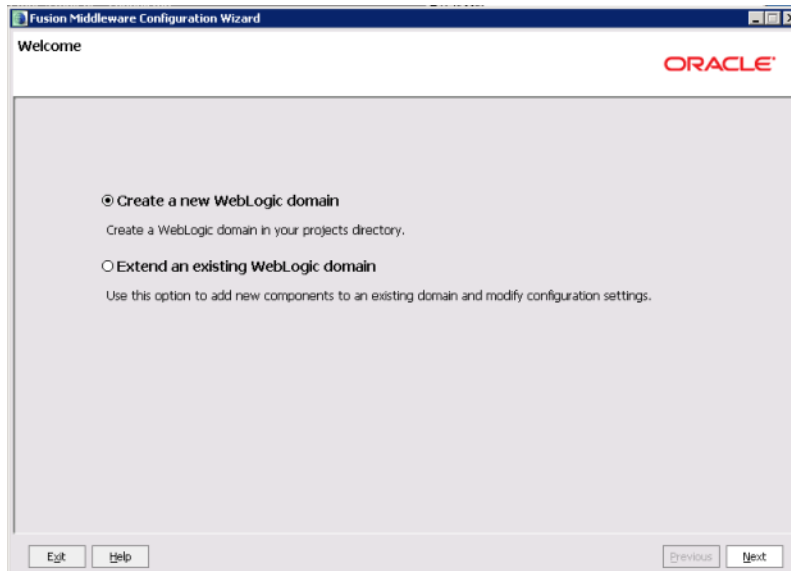 Fusion Middleware Configuration Wizard
Welcome
ORACLE
Create a new WebLogic domain
Create a WebLogic domain in your projects directory.
Extend an existing WebLogic domain
Use this option to add new components to an existing domain and modify configuration settings.
Exit Help Previous Next